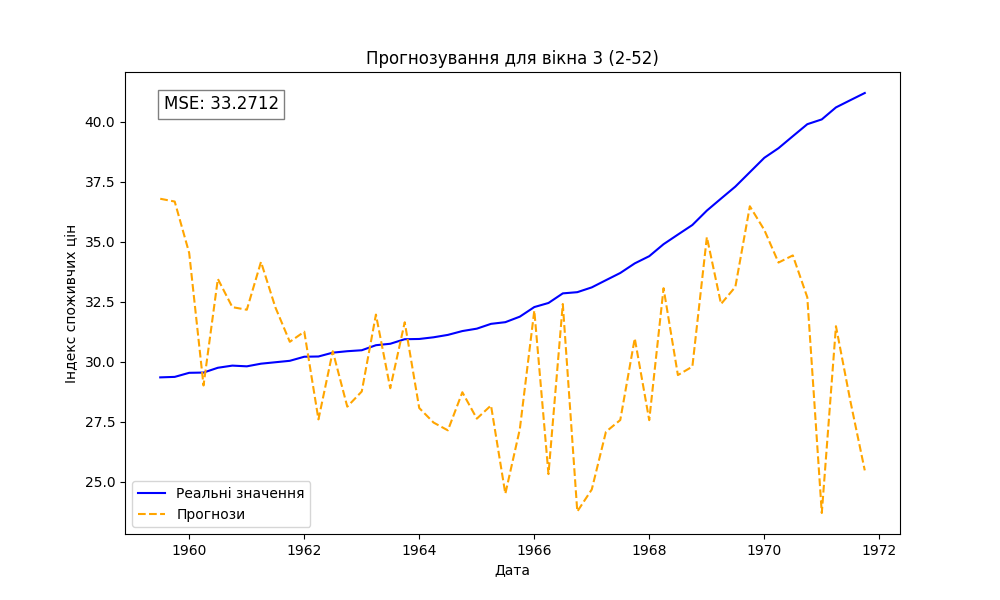 Прогнозування для вікна 3 (2-52)
MSE: 33.2712
Індекс споживчих цін
40.0
37.5
35.0
32.5
30.0
27.5
25.0
Реальні значення
Прогнози
1960 1962 1964 1966 1968 1970 1972
Дата